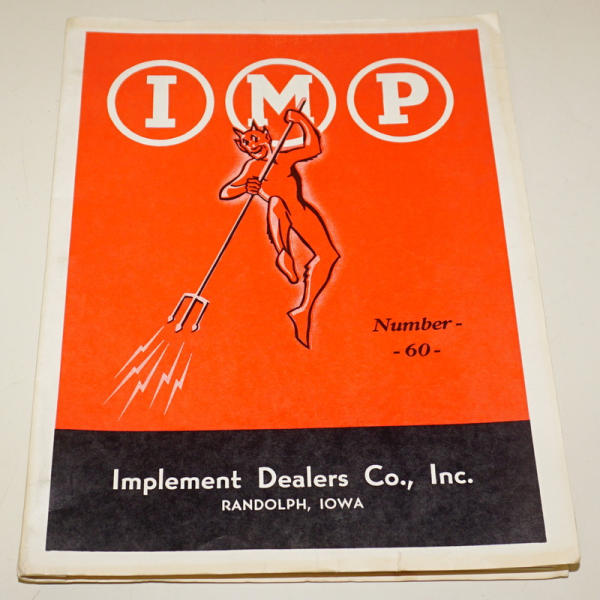 IMP
Number-
-60-
Implement Dealers Co., Inc.
RANDOLPH, IOWA